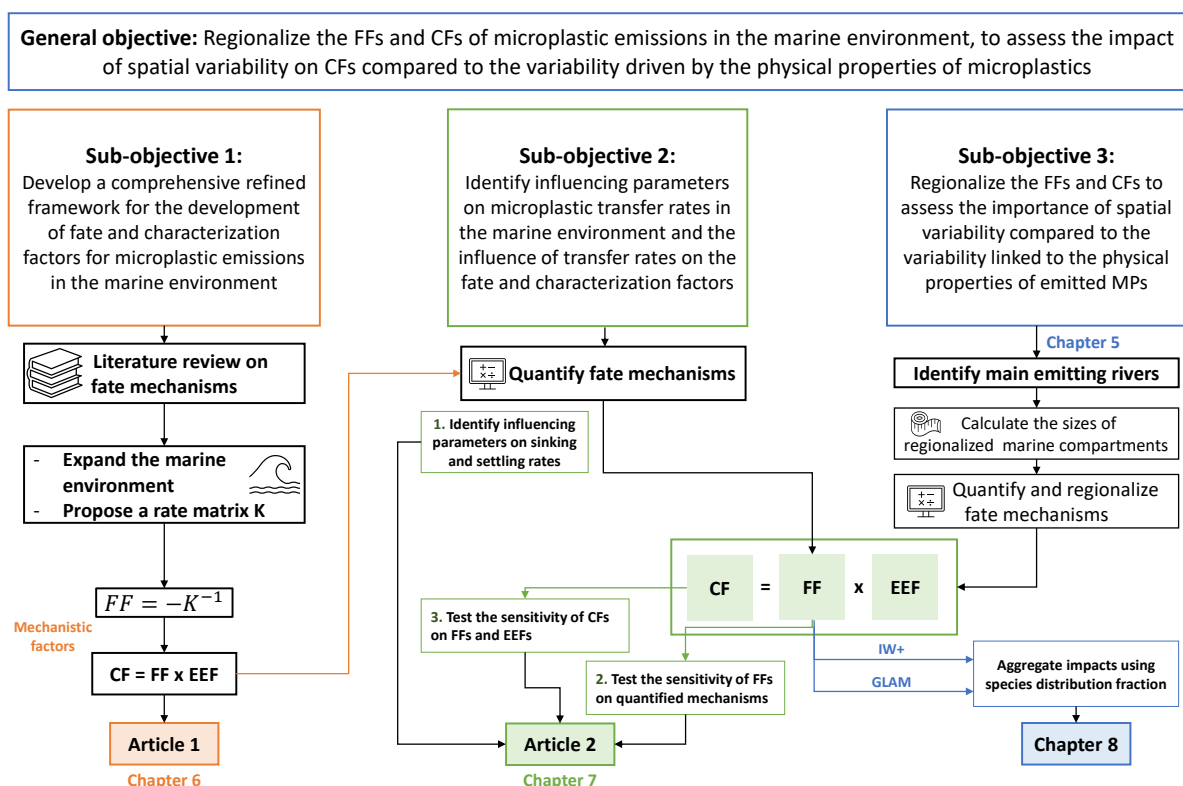 General objective: Regionalize the FFs and CFs of microplastic emissions in the marine environment, to assess the impact
of spatial variability on CFs compared to the variability driven by the physical properties of microplastics
Sub-objective 1:
Develop a comprehensive refined
framework for the development
of fate and characterization
factors for microplastic emissions
in the marine environment
Literature review on
fate mechanisms
- Expand the marine
environment
- Propose a rate matrix K
FF = −K⁻¹
Mechanistic
factors
CF = FF x EEF
Article 1
Chapter 6
Sub-objective 2:
Identify influencing parameters
on microplastic transfer rates in
the marine environment and the
influence of transfer rates on the
fate and characterization factors
Quantify fate mechanisms
1. Identify influencing
parameters on sinking
and settling rates
CF = FF x EEF
3. Test the sensitivity of CFs
on FFs and EEFs
2. Test the sensitivity of FFs
on quantified mechanisms
Article 2
Chapter 7
Sub-objective 3:
Regionalize the FFs and CFs to
assess the importance of spatial
variability compared to the
variability linked to the physical
properties of emitted MPs
Chapter 5
Identify main emitting rivers
Calculate the sizes of
regionalized marine compartments
Quantify and regionalize
fate mechanisms
IW+
GLAM
Aggregate impacts using
species distribution fraction
Chapter 8